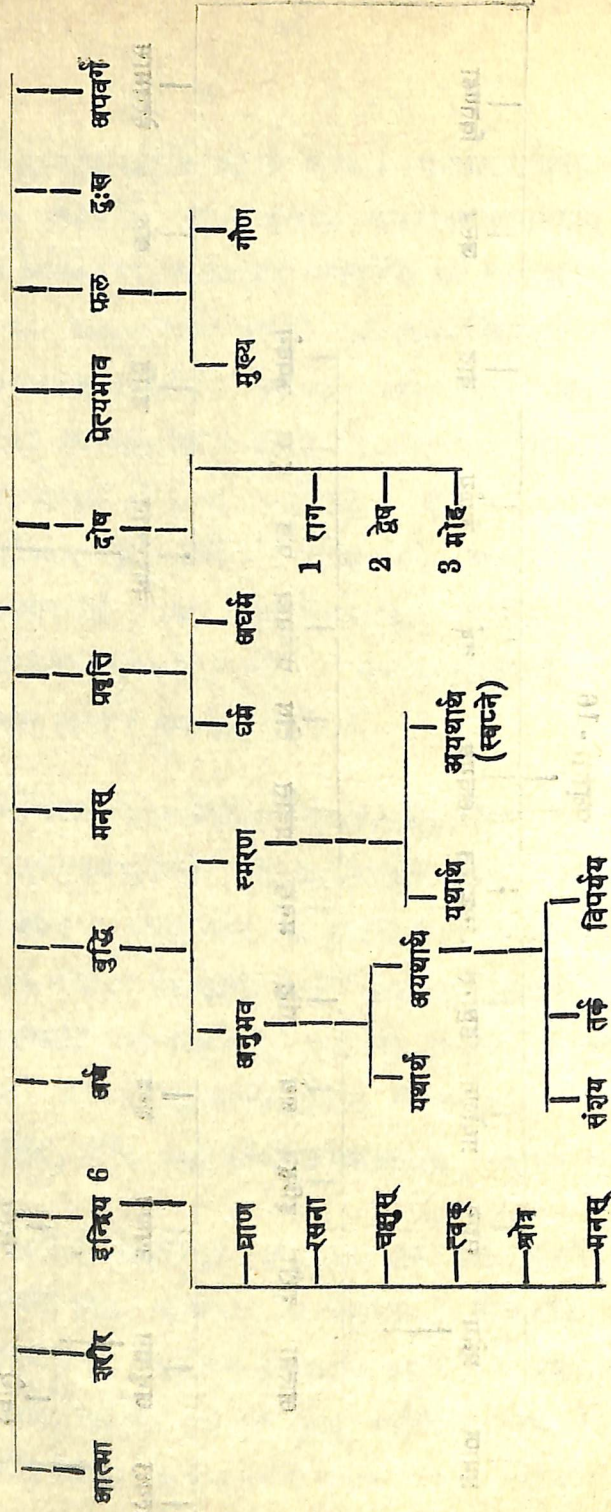 आत्मा शरीर इन्द्रिय 6 अर्थ बुद्धि मनस् प्रवृत्ति दोष प्रेत्यभाव फल दुःख अपवर्ग
घ्राण अनुभव स्मरण धर्म अधर्म मुख्य गौण
रसना 1 राग
चक्षुस् यथार्थ अयथार्थ यथार्थ अयथार्थ 2 द्वेष
(स्वप्ने)
त्वक् 3 मोह
श्रोत्र
मनस् संशय तर्क विपर्यय